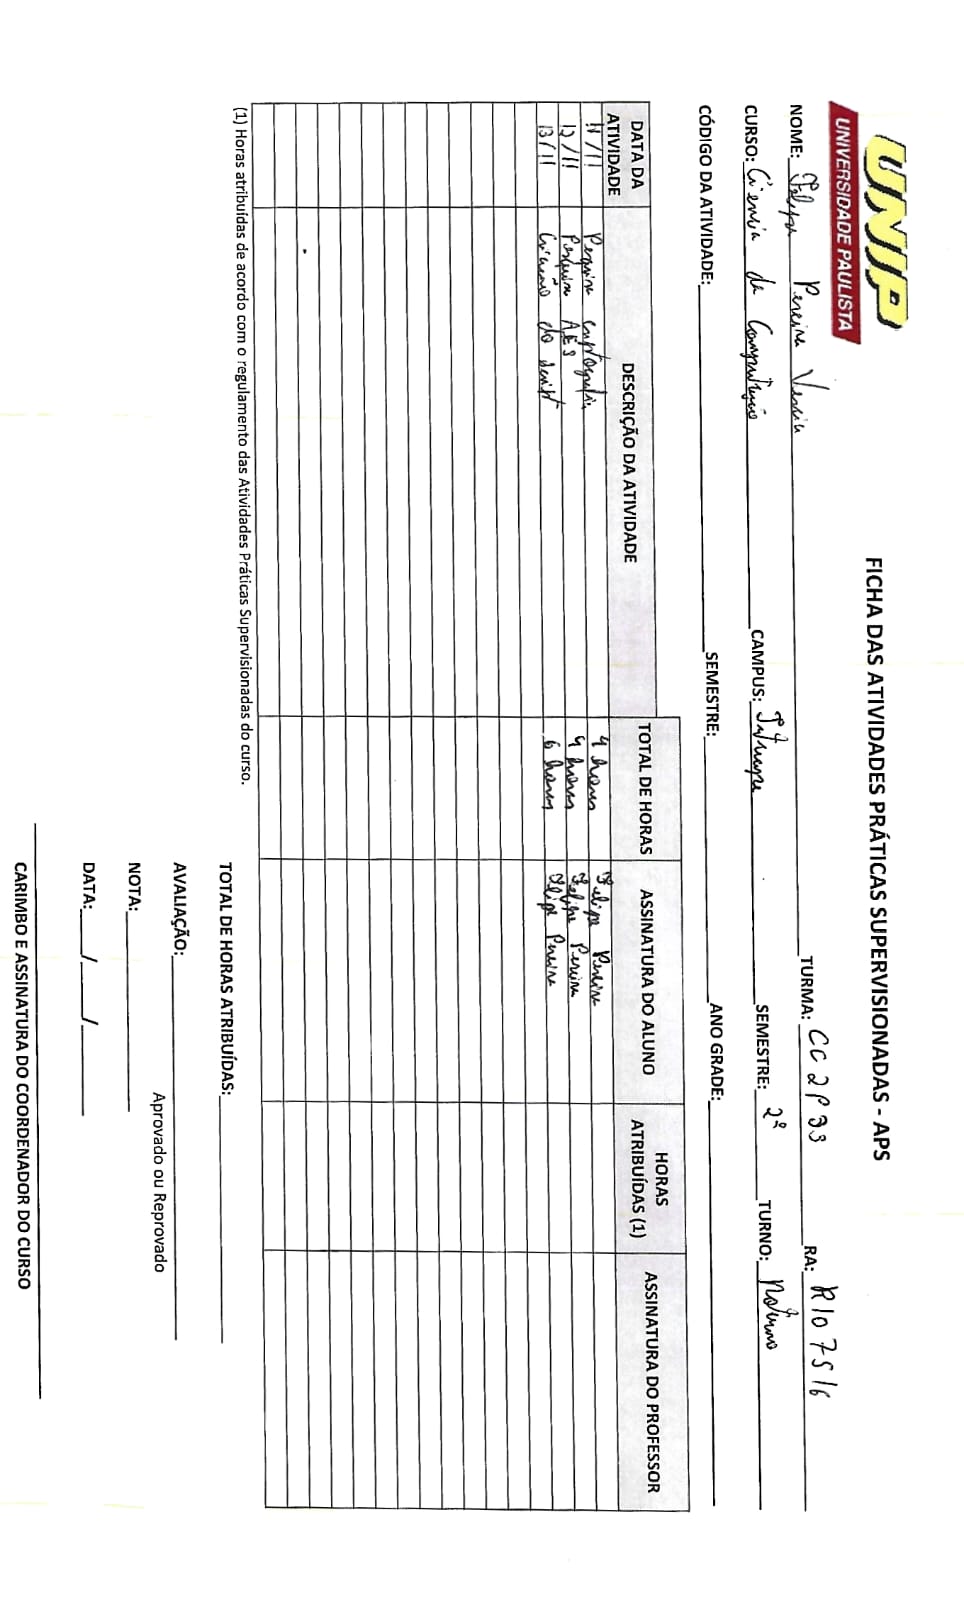 UNIP
UNIVERSIDADE PAULISTA
FICHA DAS ATIVIDADES PRÁTICAS SUPERVISIONADAS - APS
NOME: Felipe Pereira TURMA: CC2P33 RA: R107516
CURSO: Ciencia da Computação CAMPUS: Tatuape SEMESTRE: 2º TURNO: Noturno
CÓDIGO DA ATIVIDADE: SEMESTRE: ANO GRADE:
DATA DA ATIVIDADE DESCRIÇÃO DA ATIVIDADE TOTAL DE HORAS ASSINATURA DO ALUNO HORAS ATRIBUÍDAS (1) ASSINATURA DO PROFESSOR
11/11 Pesquisa criptografia 4 horas Felipe Pereira
12/11 Pesquisa AES 4 horas Felipe Pereira
13/11 Criação do script 6 horas Felipe Pereira
(1) Horas atribuídas de acordo com o regulamento das Atividades Práticas Supervisionadas do curso.
TOTAL DE HORAS ATRIBUÍDAS:
AVALIAÇÃO:
Aprovado ou Reprovado
NOTA:
DATA: / /
CARIMBO E ASSINATURA DO COORDENADOR DO CURSO